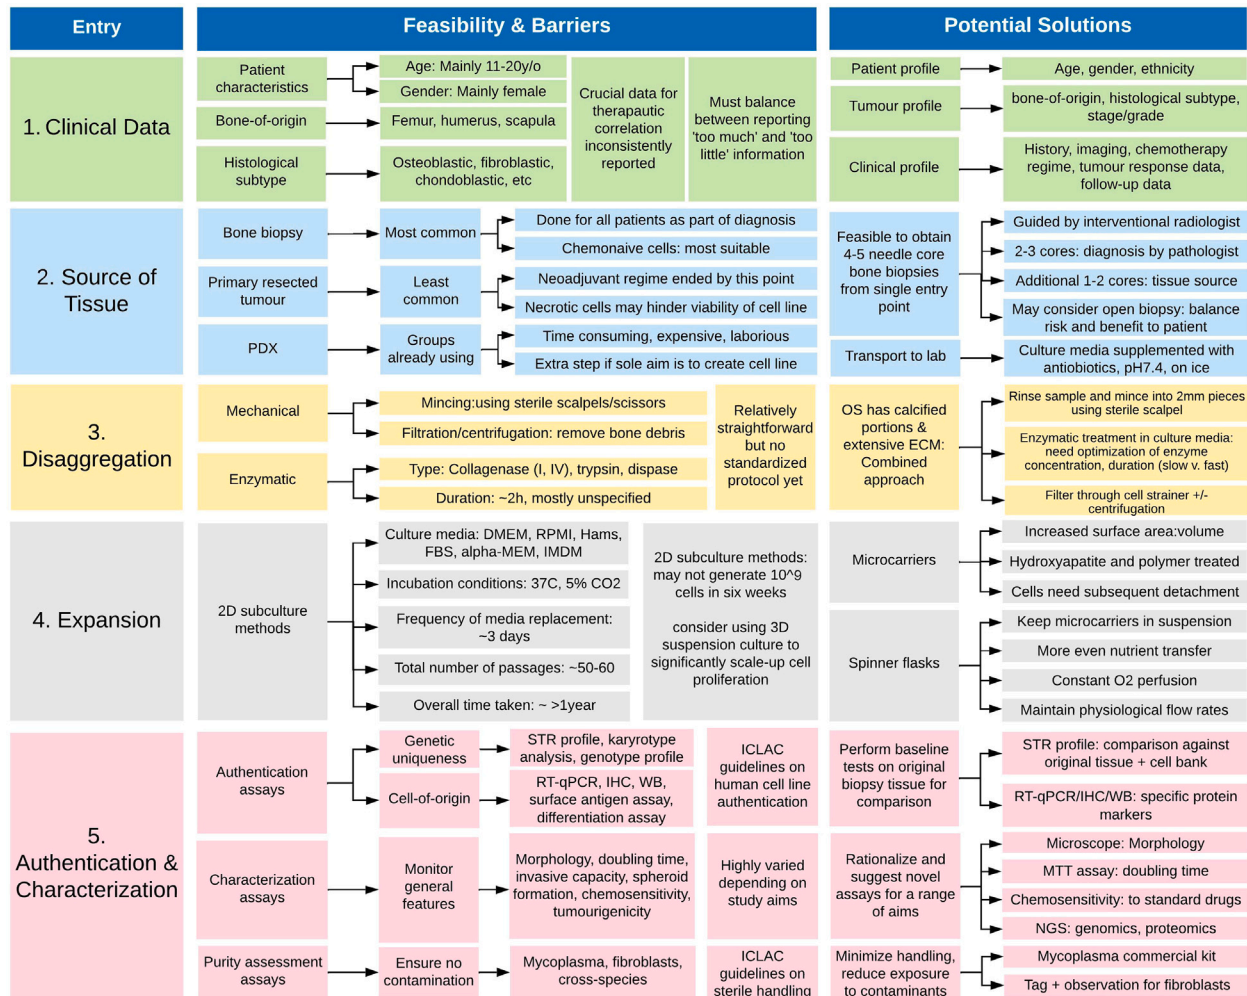 Entry
Feasibility & Barriers
Potential Solutions
1. Clinical Data
Patient
characteristics
Age: Mainly 11-20y/o
Gender: Mainly female
Bone-of-origin
Femur, humerus, scapula
Histological
subtype
Osteoblastic, fibroblastic,
chondoblastic, etc
Crucial data for
therapautic
correlation
inconsistently
reported
Must balance
between reporting
'too much' and 'too
little' information
Patient profile
Age, gender, ethnicity
Tumour profile
bone-of-origin, histological subtype,
stage/grade
Clinical profile
History, imaging, chemotherapy
regime, tumour response data,
follow-up data
2. Source of
Tissue
Bone biopsy
Most common
Done for all patients as part of diagnosis
Chemonaive cells: most suitable
Primary resected
tumour
Least
common
Neoadjuvant regime ended by this point
Necrotic cells may hinder viability of cell line
PDX
Groups
already using
Time consuming, expensive, laborious
Extra step if sole aim is to create cell line
Feasible to obtain
4-5 needle core
bone biopsies
from single entry
point
Guided by interventional radiologist
2-3 cores: diagnosis by pathologist
Additional 1-2 cores: tissue source
May consider open biopsy: balance
risk and benefit to patient
Transport to lab
Culture media supplemented with
antiobiotics, pH7.4, on ice
3.
Disaggregation
Mechanical
Mincing:using sterile scalpels/scissors
Filtration/centrifugation: remove bone debris
Enzymatic
Type: Collagenase (I, IV), trypsin, dispase
Duration: ~2h, mostly unspecified
Relatively
straightforward
but no
standardized
protocol yet
OS has calcified
portions &
extensive ECM:
Combined
approach
Rinse sample and mince into 2mm pieces
using sterile scalpel
Enzymatic treatment in culture media:
need optimization of enzyme
concentration, duration (slow v. fast)
Filter through cell strainer +/-
centrifugation
4. Expansion
2D subculture
methods
Culture media: DMEM, RPMI, Hams,
FBS, alpha-MEM, IMDM
Incubation conditions: 37C, 5% CO2
Frequency of media replacement:
~3 days
Total number of passages: ~50-60
Overall time taken: ~ >1year
2D subculture methods:
may not generate 10^9
cells in six weeks
consider using 3D
suspension culture to
significantly scale-up cell
proliferation
Microcarriers
Increased surface area:volume
Hydroxyapatite and polymer treated
Cells need subsequent detachment
Spinner flasks
Keep microcarriers in suspension
More even nutrient transfer
Constant O2 perfusion
Maintain physiological flow rates
5.
Authentication &
Characterization
Authentication
assays
Genetic
uniqueness
STR profile, karyrotype
analysis, genotype profile
Cell-of-origin
RT-qPCR, IHC, WB,
surface antigen assay,
differentiation assay
ICLAC
guidelines on
human cell line
authentication
Perform baseline
tests on original
biopsy tissue for
comparison
STR profile: comparison against
original tissue + cell bank
RT-qPCR/IHC/WB: specific protein
markers
Characterization
assays
Monitor
general
features
Morphology, doubling time,
invasive capacity, spheroid
formation, chemosensitivity,
tumourigenicity
Highly varied
depending on
study aims
Rationalize and
suggest novel
assays for a range
of aims
Microscope: Morphology
MTT assay: doubling time
Chemosensitivity: to standard drugs
NGS: genomics, proteomics
Purity assessment
assays
Ensure no
contamination
Mycoplasma, fibroblasts,
cross-species
ICLAC
guidelines on
sterile handling
Minimize handling,
reduce exposure
to contaminants
Mycoplasma commercial kit
Tag + observation for fibroblasts